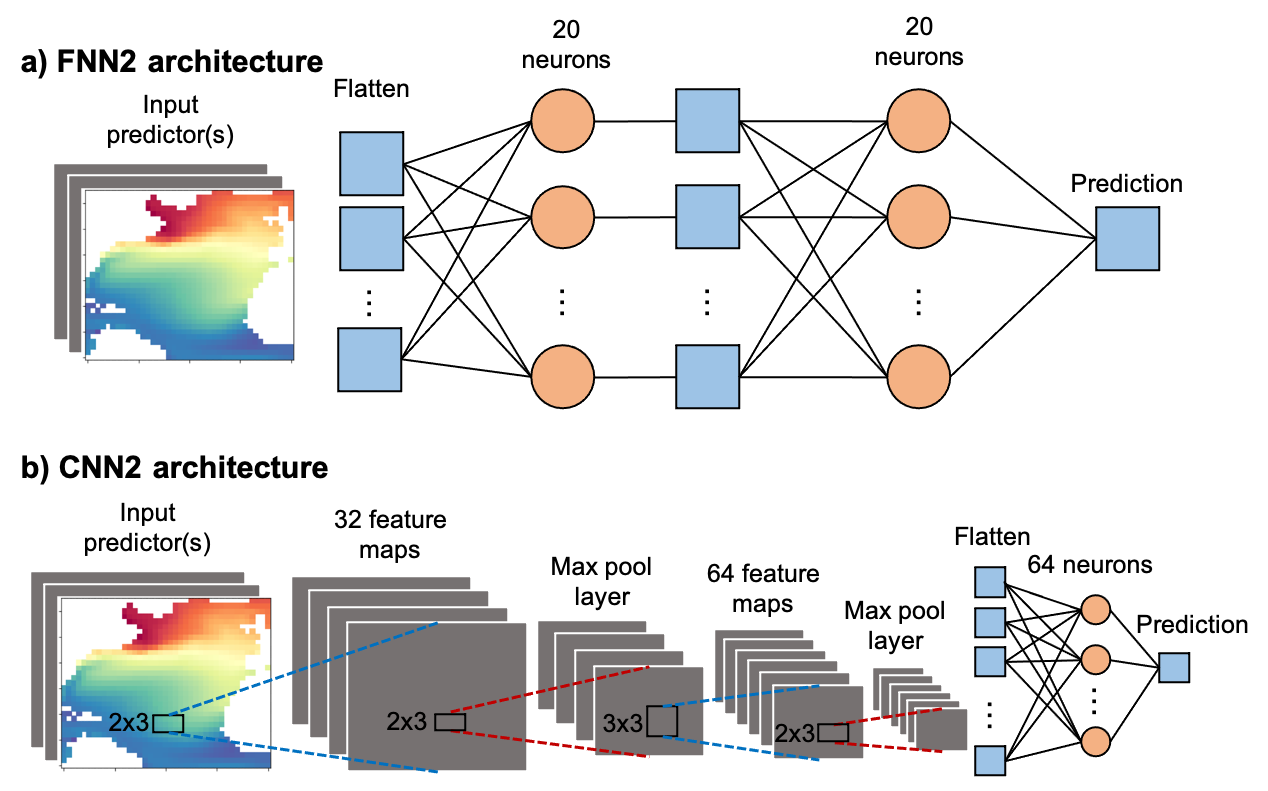 a) FNN2 architecture
Input
predictor(s)
Flatten
20
neurons
20
neurons
Prediction
b) CNN2 architecture
Input
predictor(s)
32 feature
maps
Max pool
layer
64 feature
maps
Max pool
layer
Flatten
64 neurons
Prediction
2x3
2x3
3x3
2x3